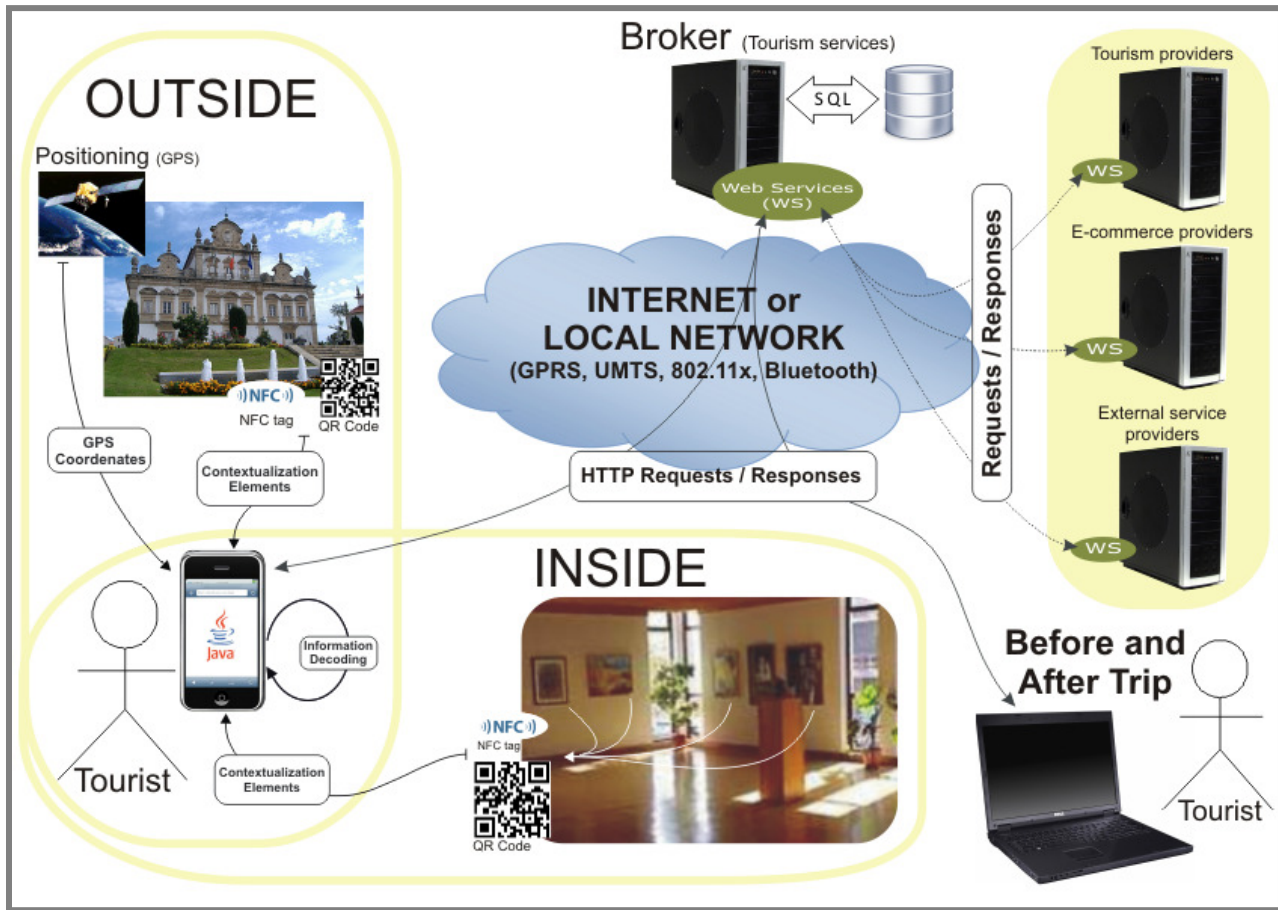 Broker (Tourism services)
SQL
Web Services
(WS)
OUTSIDE
Positioning (GPS)
NFC
NFC tag
QR Code
GPS
Coordenates
Contextualization
Elements
INTERNET or
LOCAL NETWORK
(GPRS, UMTS, 802.11x, Bluetooth)
HTTP Requests / Responses
Requests / Responses
Tourism providers
WS
E-commerce providers
WS
External service
providers
WS
INSIDE
Java
Information
Decoding
Tourist
Contextualization
Elements
NFC
NFC tag
QR Code
Before and
After Trip
Tourist